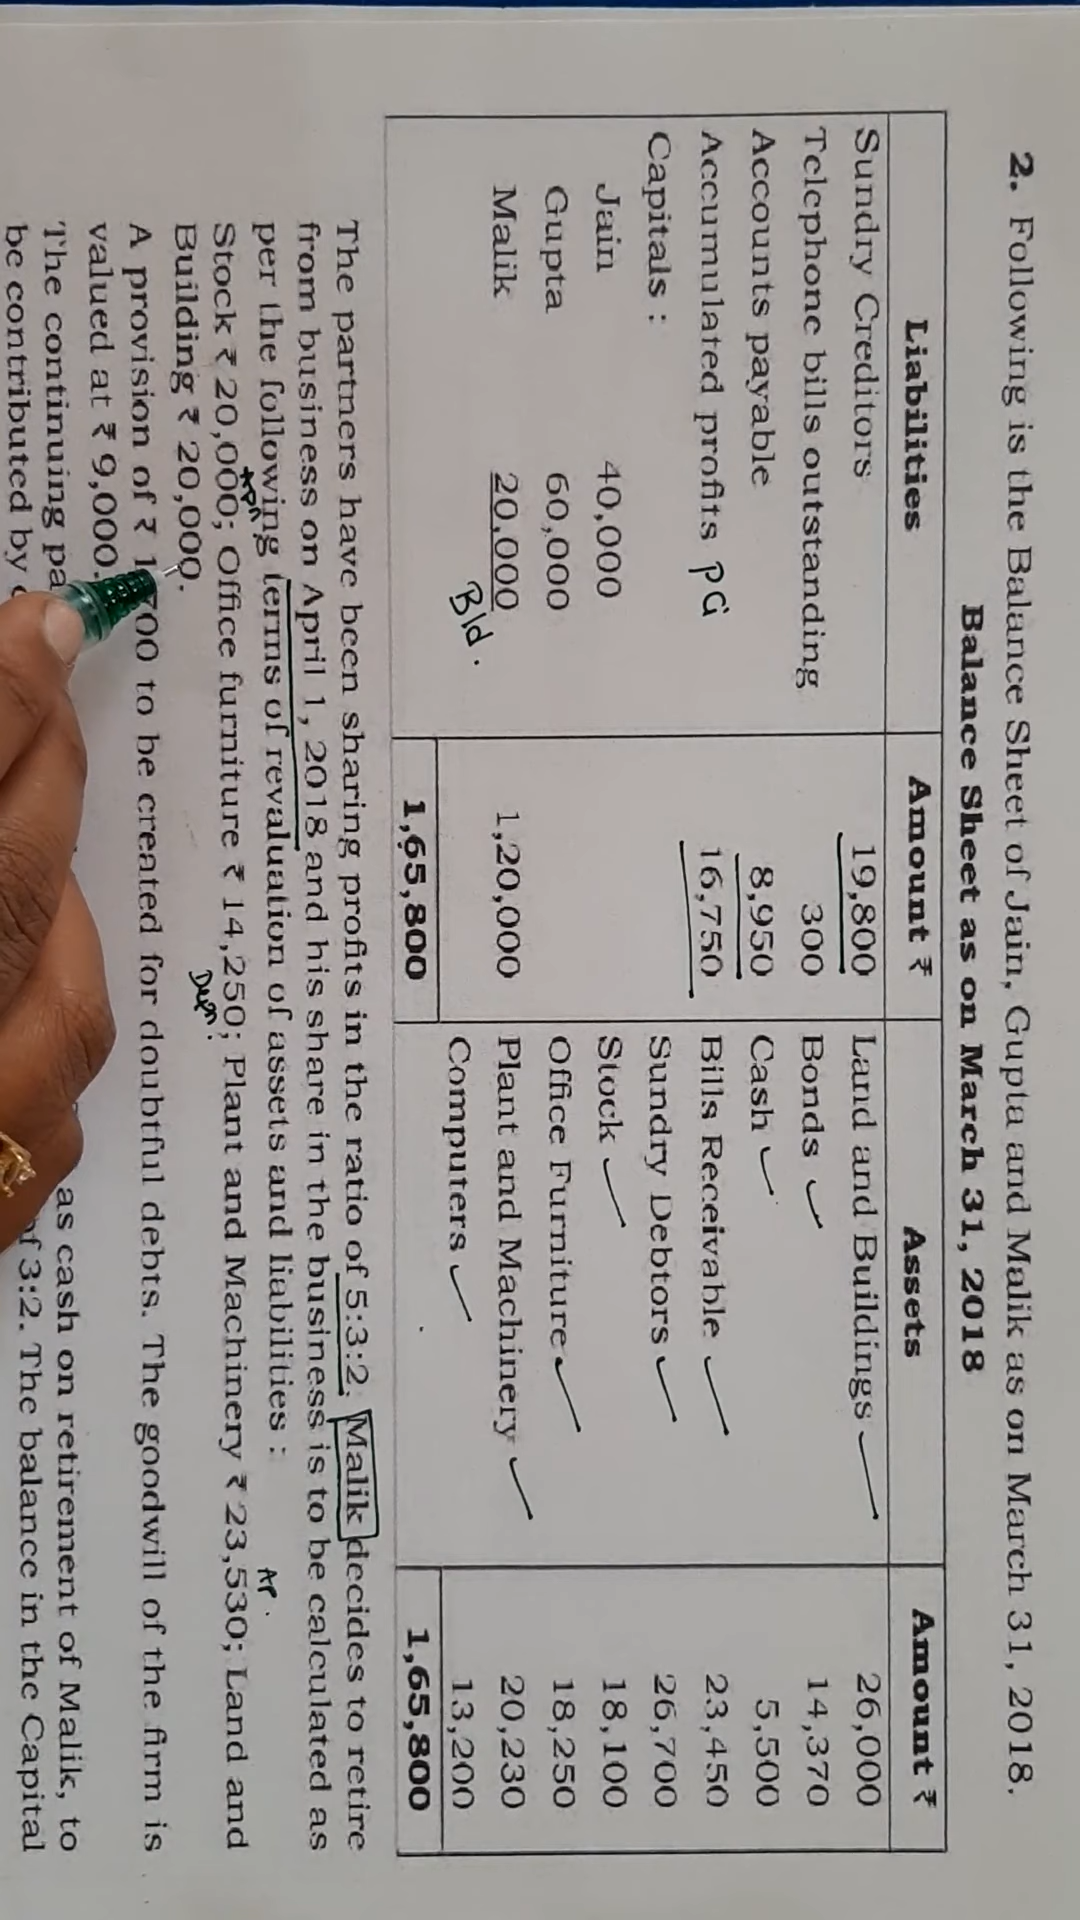 2. Following is the Balance Sheet of Jain, Gupta and Malik as on March 31, 2018.
Balance Sheet as on March 31, 2018
Liabilities Amount ₹ Assets Amount ₹
Sundry Creditors 19,800 Land and Buildings 26,000
Telephone bills outstanding 300 Bonds 14,370
Accounts payable 8,950 Cash 5,500
Accumulated profits PG 16,750 Bills Receivable 23,450
Capitals : Sundry Debtors 26,700
Jain 40,000 Stock 18,100
Gupta 60,000 Office Furniture 18,250
Malik 20,000 1,20,000 Plant and Machinery 20,230
Bld. Computers 13,200
1,65,800 1,65,800
The partners have been sharing profits in the ratio of 5:3:2. Malik decides to retire
from business on April 1, 2018 and his share in the business is to be calculated as
per the following terms of revaluation of assets and liabilities :
Stock ₹ 20,000; Office furniture ₹ 14,250; Plant and Machinery ₹ 23,530; Land and
Building ₹ 20,000.
A provision of ₹ 1 700 to be created for doubtful debts. The goodwill of the firm is
valued at ₹ 9,000.
The continuing pa as cash on retirement of Malik, to
be contributed by of 3:2. The balance in the Capital